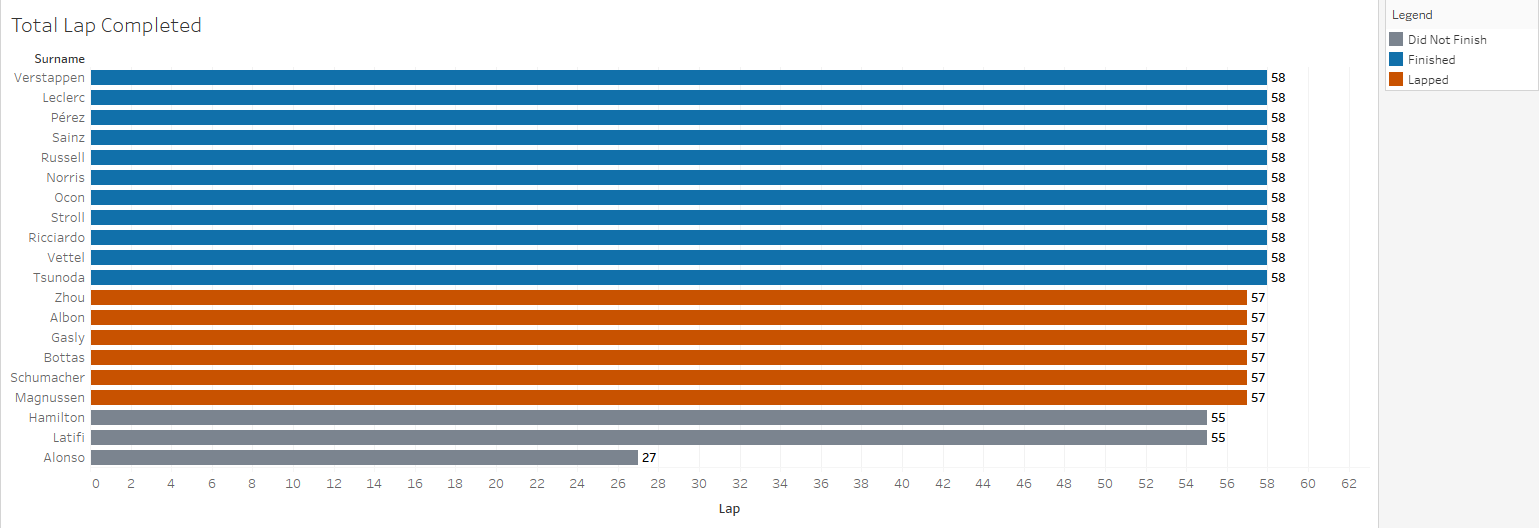 Total Lap Completed
Surname
Verstappen 58
Leclerc 58
Pérez 58
Sainz 58
Russell 58
Norris 58
Ocon 58
Stroll 58
Ricciardo 58
Vettel 58
Tsunoda 58
Zhou 57
Albon 57
Gasly 57
Bottas 57
Schumacher 57
Magnussen 57
Hamilton 55
Latifi 55
Alonso 27
0 2 4 6 8 10 12 14 16 18 20 22 24 26 28 30 32 34 36 38 40 42 44 46 48 50 52 54 56 58 60 62
Lap
Legend
Did Not Finish
Finished
Lapped